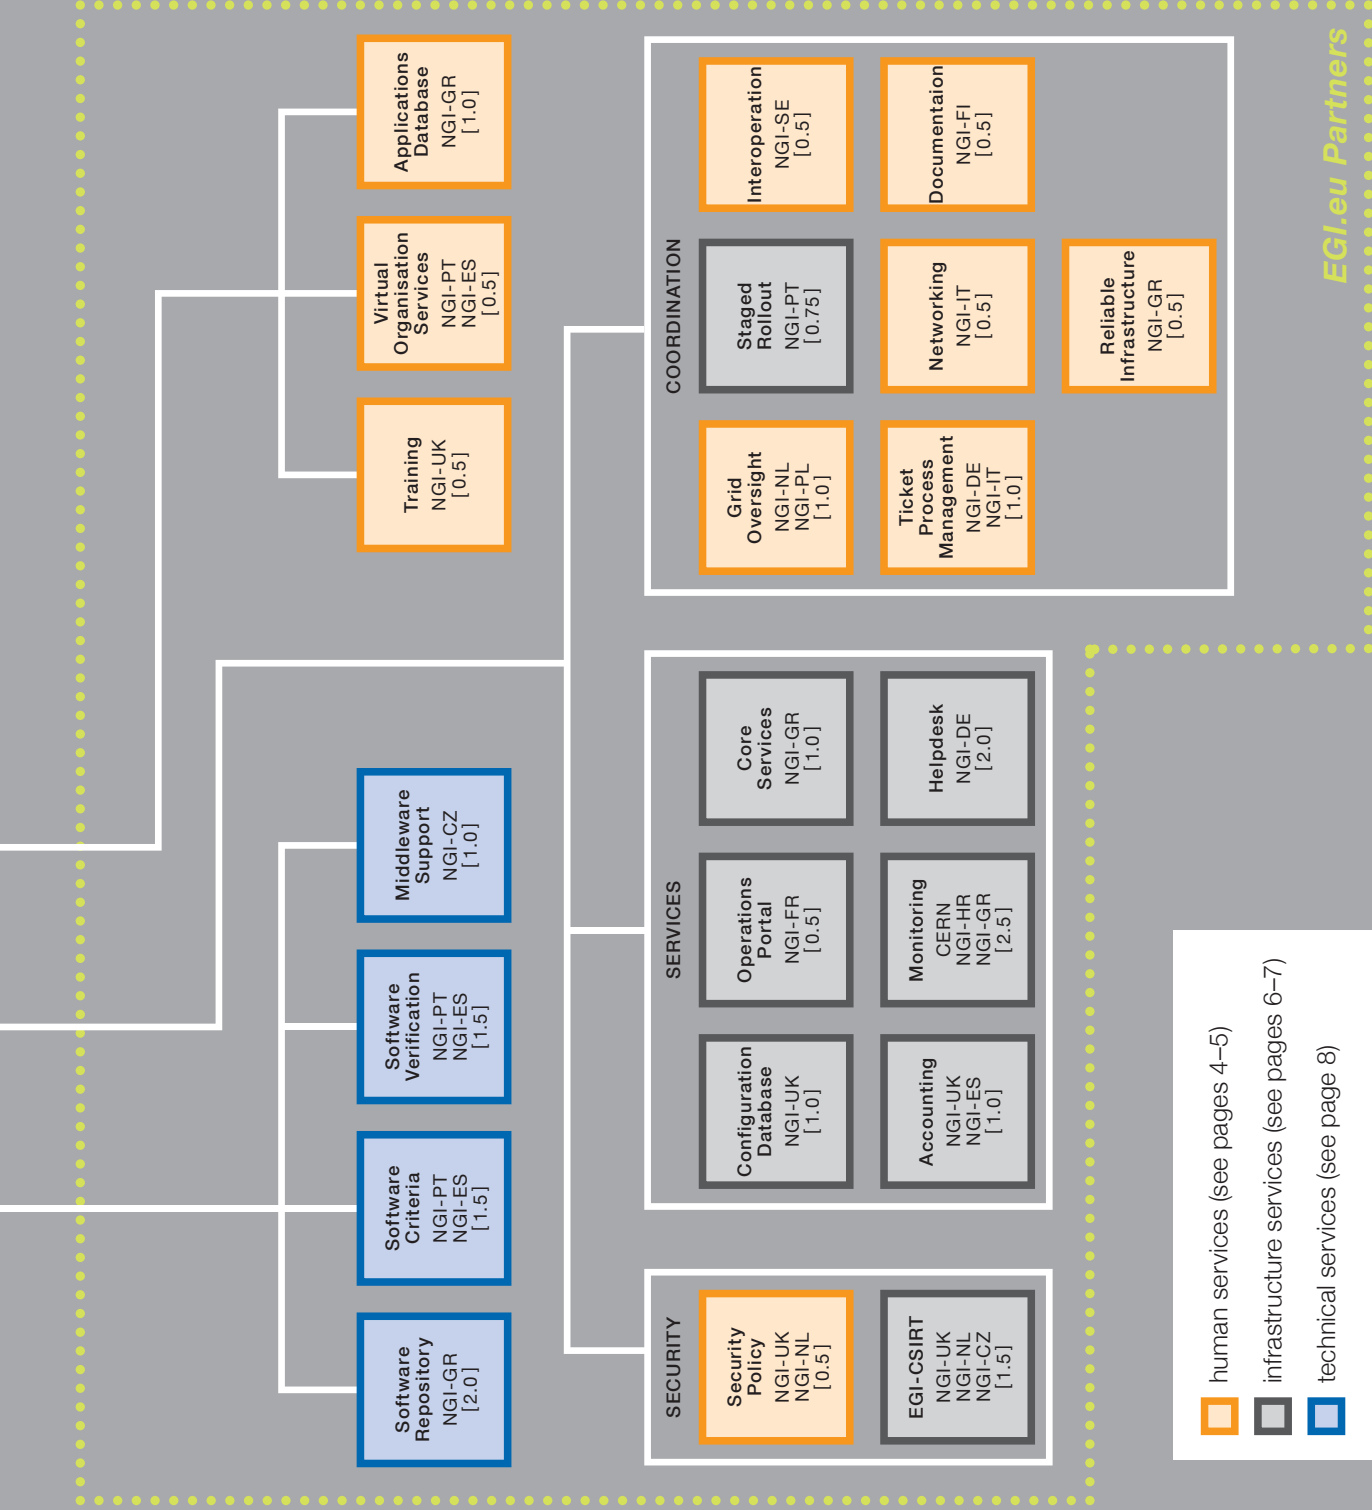 Software
Repository
NGI-GR
[2.0]
Software
Criteria
NGI-PT
NGI-ES
[1.5]
Software
Verification
NGI-PT
NGI-ES
[1.5]
Middleware
Support
NGI-CZ
[1.0]
Training
NGI-UK
[0.5]
Virtual
Organisation
Services
NGI-PT
NGI-ES
[0.5]
Applications
Database
NGI-GR
[1.0]
SECURITY
Security
Policy
NGI-UK
NGI-NL
[0.5]
EGI-CSIRT
NGI-UK
NGI-NL
NGI-CZ
[1.5]
SERVICES
Configuration
Database
NGI-UK
[1.0]
Operations
Portal
NGI-FR
[0.5]
Core
Services
NGI-GR
[1.0]
Accounting
NGI-UK
NGI-ES
[1.0]
Monitoring
CERN
NGI-HR
NGI-GR
[2.5]
Helpdesk
NGI-DE
[2.0]
COORDINATION
Grid
Oversight
NGI-NL
NGI-PL
[1.0]
Staged
Rollout
NGI-PT
[0.75]
Interoperation
NGI-SE
[0.5]
Ticket
Process
Management
NGI-DE
NGI-IT
[1.0]
Networking
NGI-IT
[0.5]
Documentaion
NGI-FI
[0.5]
Reliable
Infrastructure
NGI-GR
[0.5]
EGI.eu Partners
human services (see pages 4–5)
infrastructure services (see pages 6–7)
technical services (see page 8)